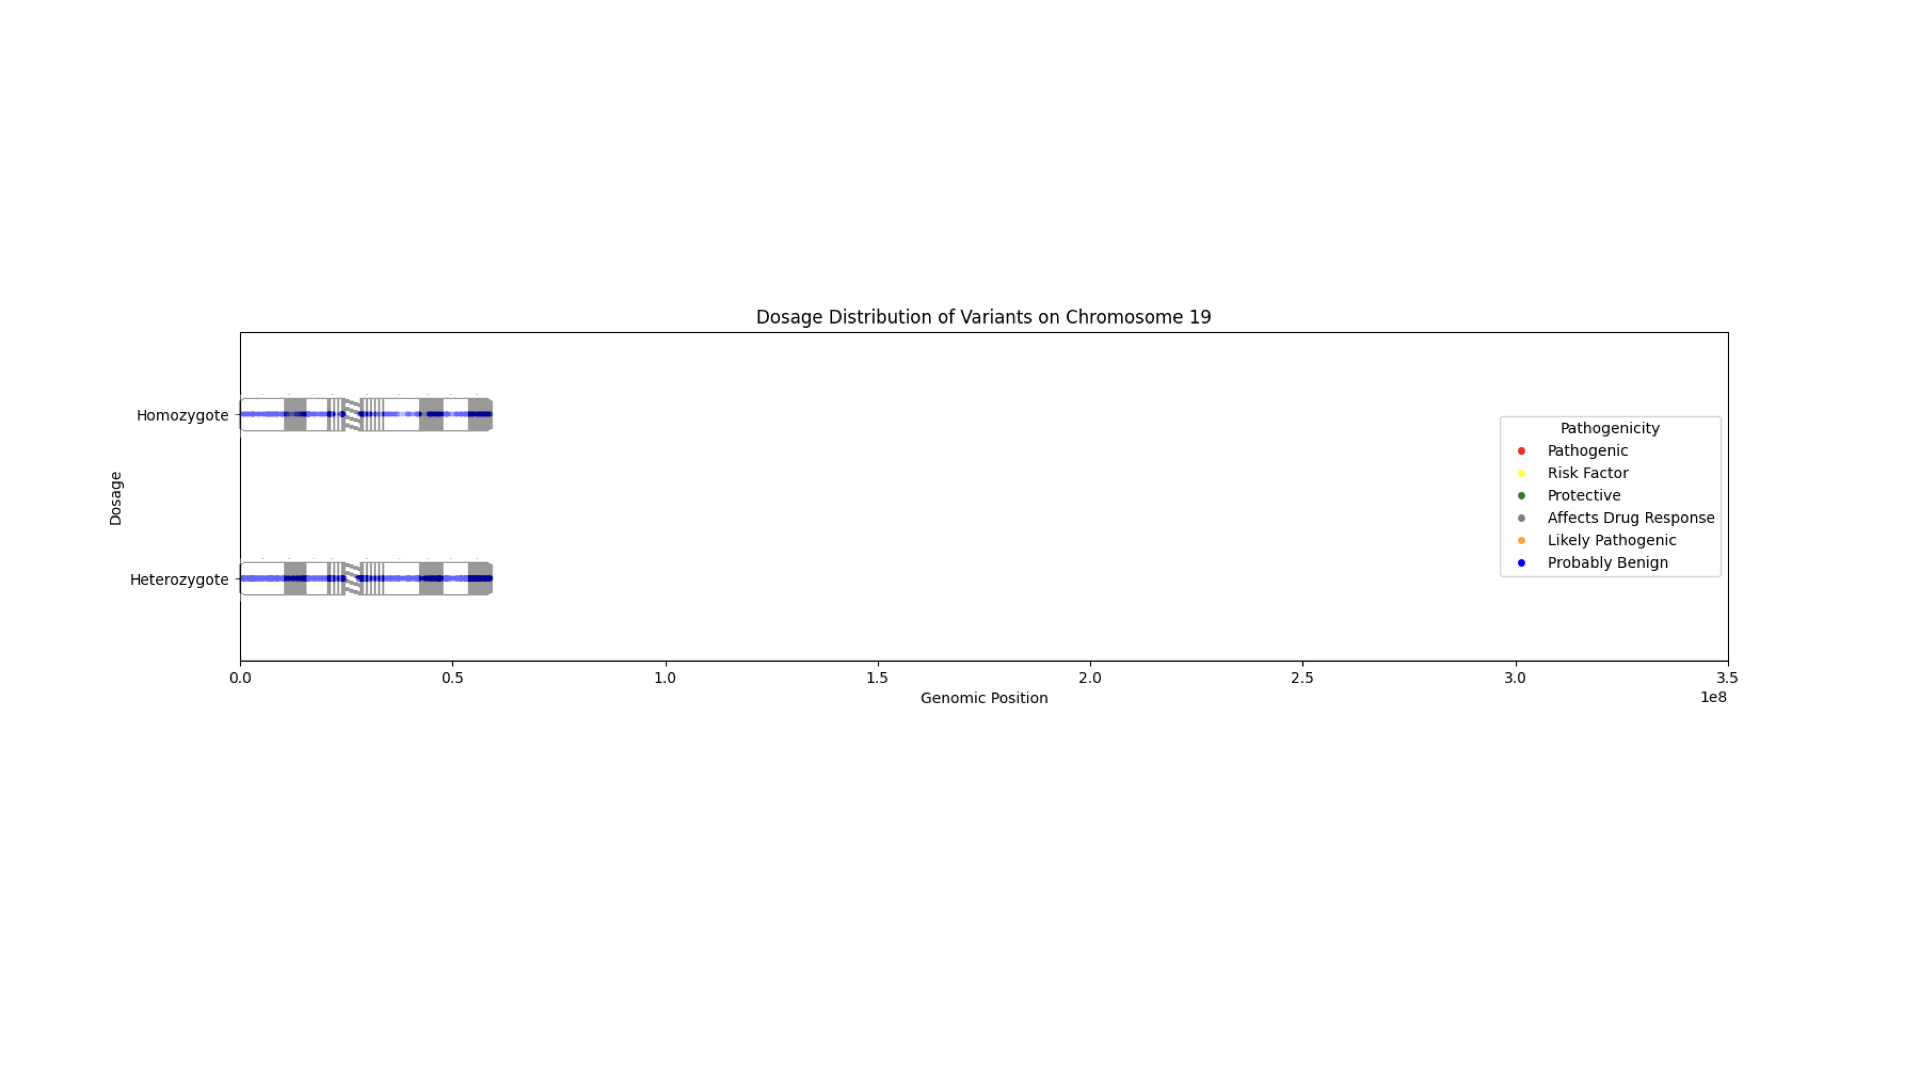 Dosage Distribution of Variants on Chromosome 19
Homozygote
Heterozygote
Dosage
Pathogenicity
Pathogenic
Risk Factor
Protective
Affects Drug Response
Likely Pathogenic
Probably Benign
0.0 0.5 1.0 1.5 2.0 2.5 3.0 3.5
1e8
Genomic Position